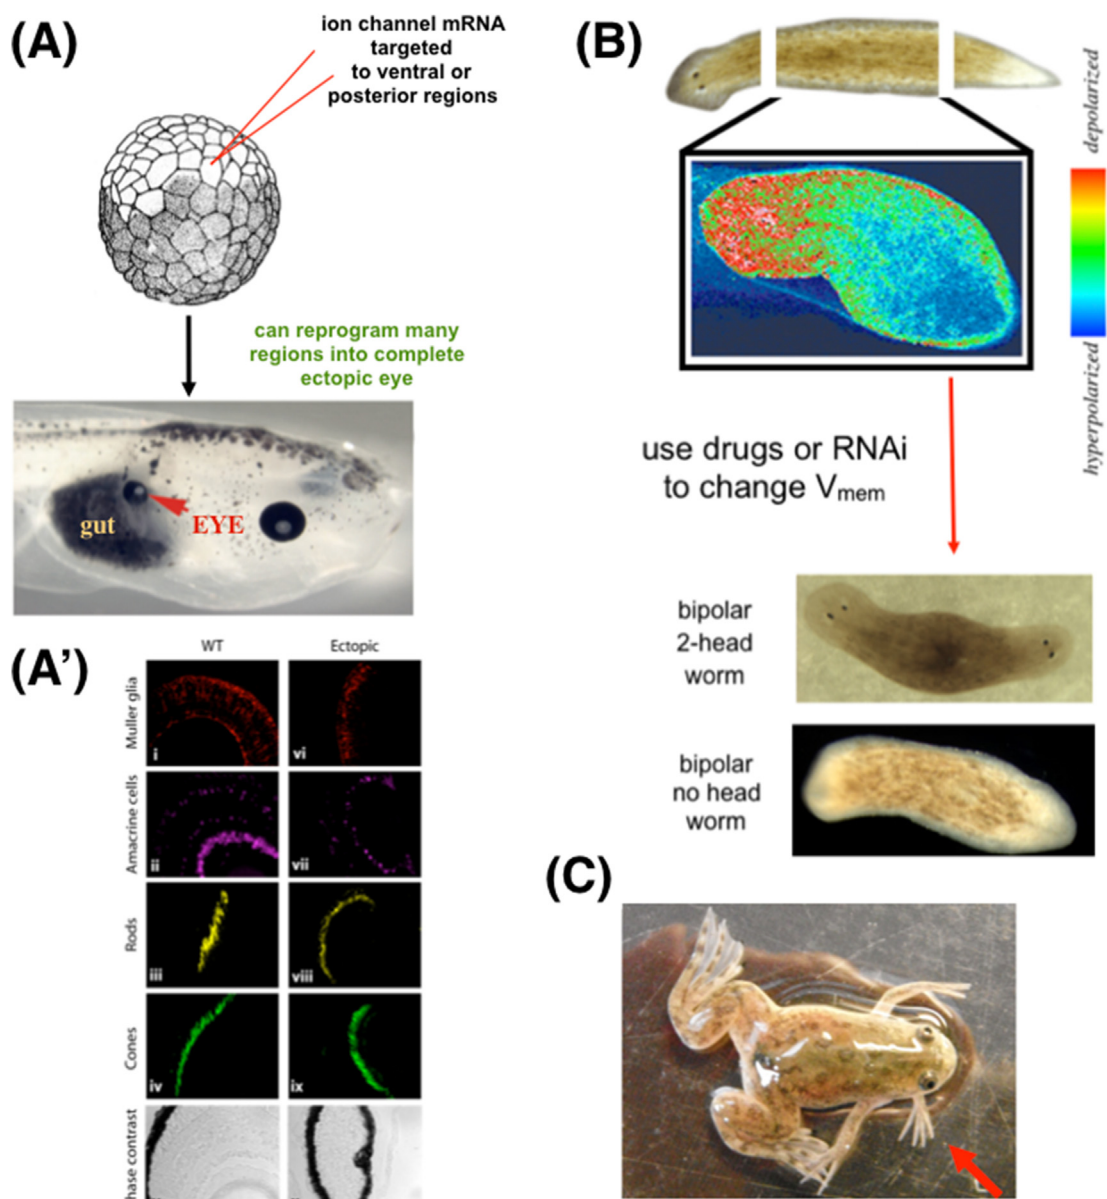 (A)
ion channel mRNA
targeted
to ventral or
posterior regions
can reprogram many
regions into complete
ectopic eye
gut
EYE
(A')
WT
Ectopic
Muller glia
i
vi
Amacrine cells
ii
vii
Rods
iii
viii
Cones
iv
ix
hase contrast
(B)
depolarized
hyperpolarized
use drugs or RNAi
to change Vmem
bipolar
2-head
worm
bipolar
no head
worm
(C)